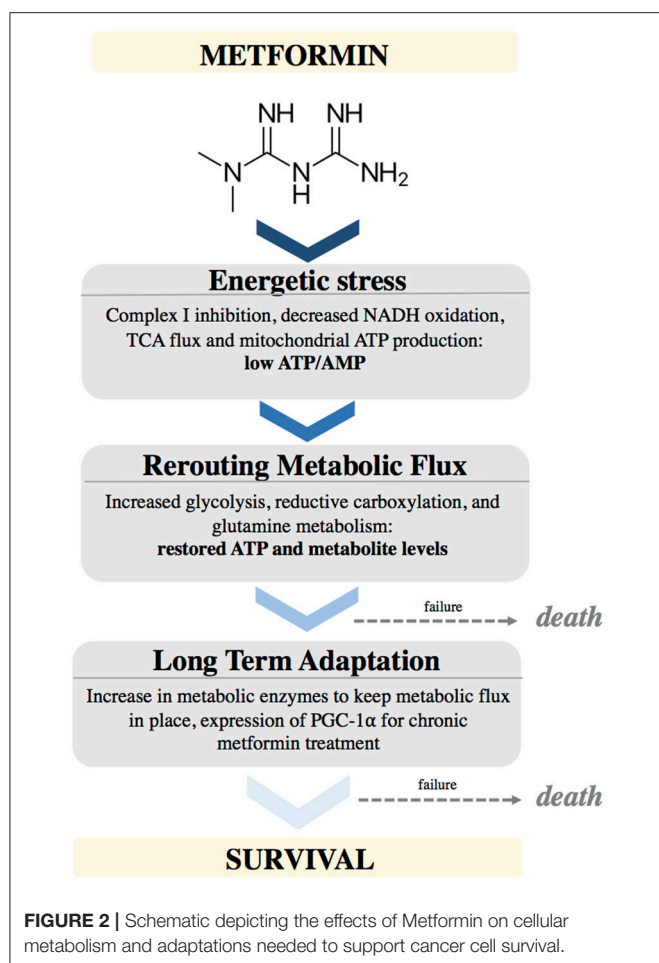 METFORMIN
NH NH
N N NH2
H
Energetic stress
Complex I inhibition, decreased NADH oxidation,
TCA flux and mitochondrial ATP production:
low ATP/AMP
Rerouting Metabolic Flux
Increased glycolysis, reductive carboxylation, and
glutamine metabolism:
restored ATP and metabolite levels
failure
death
Long Term Adaptation
Increase in metabolic enzymes to keep metabolic flux
in place, expression of PGC-1α for chronic
metformin treatment
failure
death
SURVIVAL
FIGURE 2 | Schematic depicting the effects of Metformin on cellular
metabolism and adaptations needed to support cancer cell survival.